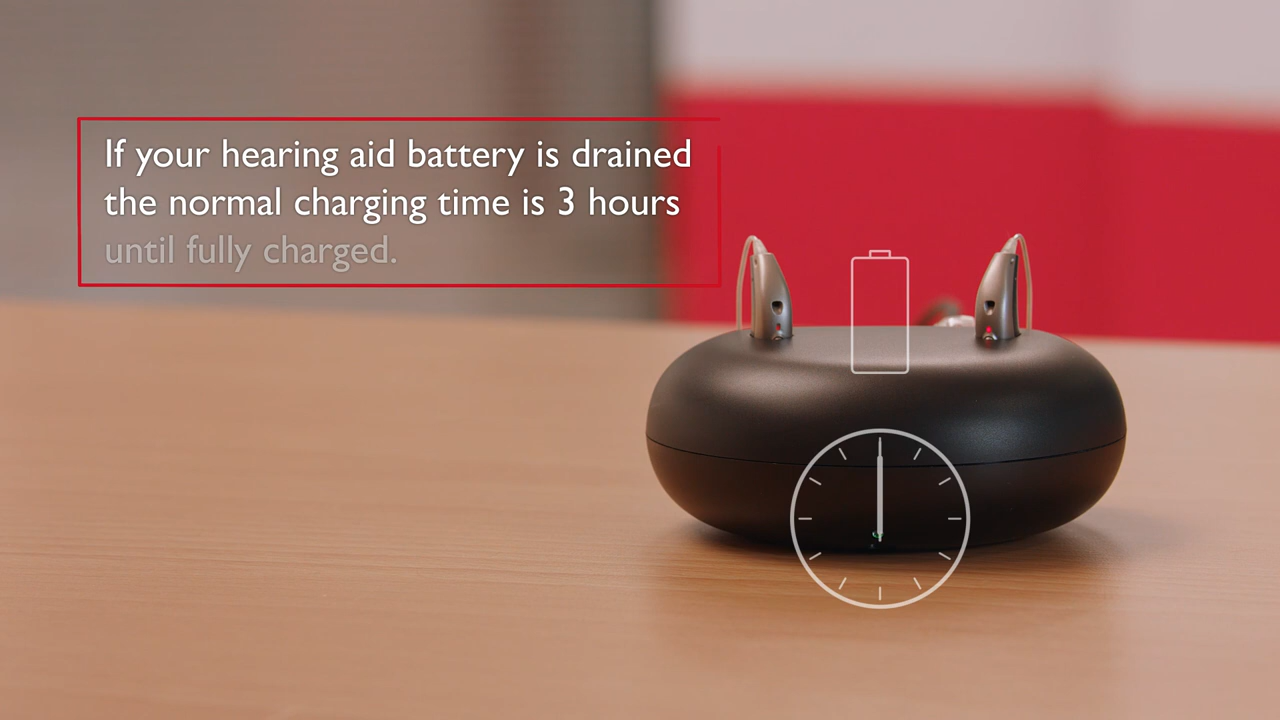 If your hearing aid battery is drained
the normal charging time is 3 hours
until fully charged.